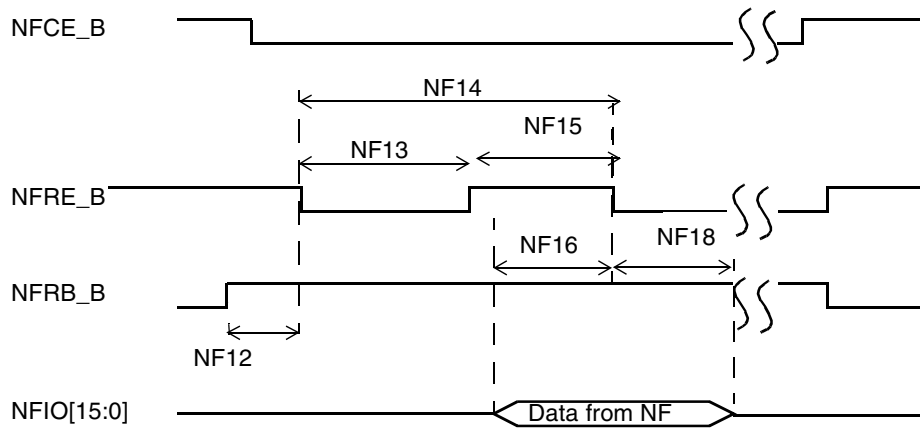 NFCE_B
NF14
NF15
NF13
NFRE_B
NF16
NF18
NFRB_B
NF12
NFIO[15:0]
Data from NF